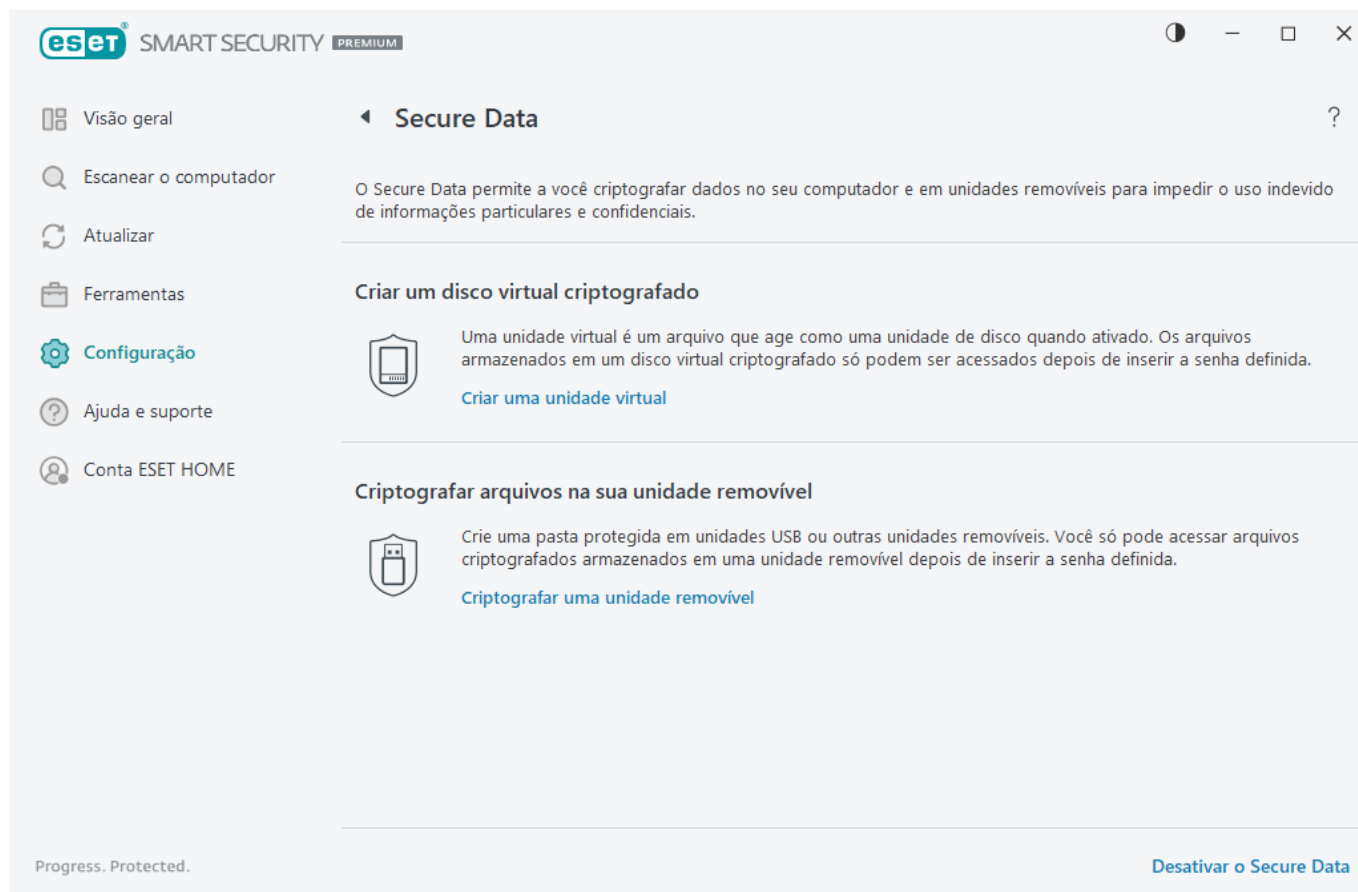 eseT® SMART SECURITY PREMIUM
Visão geral
Escanear o computador
Atualizar
Ferramentas
Configuração
Ajuda e suporte
Conta ESET HOME
Secure Data
?
O Secure Data permite a você criptografar dados no seu computador e em unidades removíveis para impedir o uso indevido
de informações particulares e confidenciais.
Criar um disco virtual criptografado
Uma unidade virtual é um arquivo que age como uma unidade de disco quando ativado. Os arquivos
armazenados em um disco virtual criptografado só podem ser acessados depois de inserir a senha definida.
Criar uma unidade virtual
Criptografar arquivos na sua unidade removível
Crie uma pasta protegida em unidades USB ou outras unidades removíveis. Você só pode acessar arquivos
criptografados armazenados em uma unidade removível depois de inserir a senha definida.
Criptografar uma unidade removível
Progress. Protected.
Desativar o Secure Data